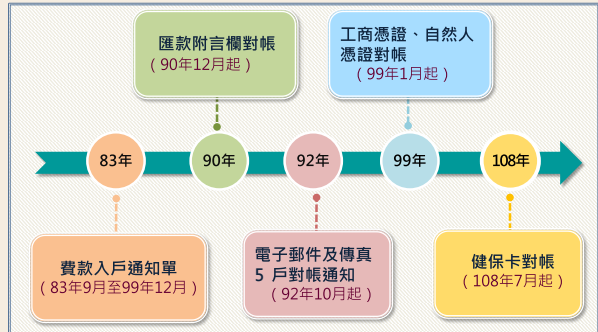 匯款附言欄對帳
（90年12月起）
工商憑證、自然人
憑證對帳
（99年1月起）
83年
90年
92年
99年
108年
費款入戶通知單
（83年9月至99年12月）
電子郵件及傳真
5 戶對帳通知
（92年10月起）
健保卡對帳
（108年7月起）